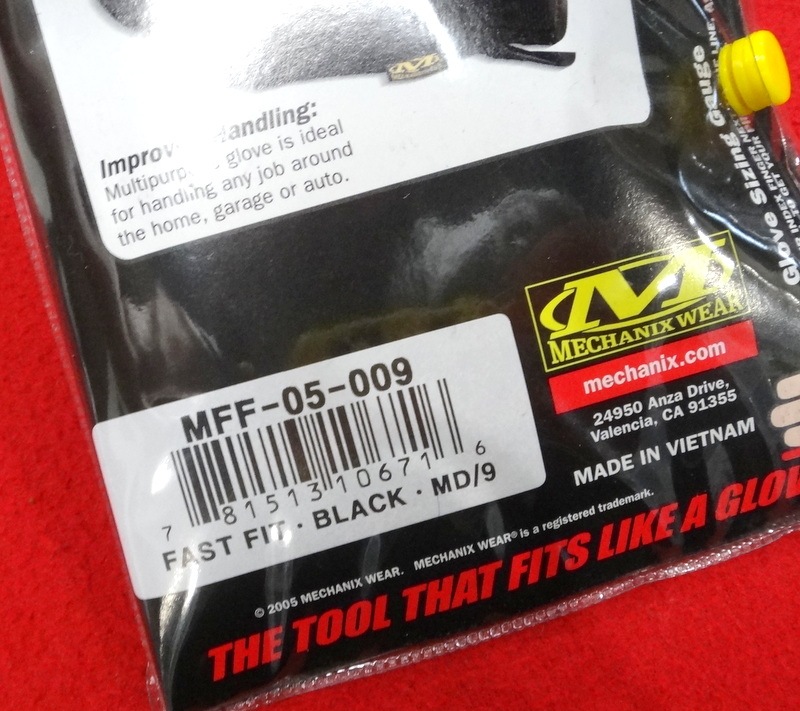 Handling:
glove is ideal
for handling any job around
the home, garage or auto.
Glove Sizing Gauge
M
MECHANIX WEAR
mechanix.com
24950 Anza Drive,
Valencia, CA 91355
MADE IN VIETNAM
MFF-05-009
7 81513 10671 6
FAST FIT · BLACK · MD/9
© 2005 MECHANIX WEAR. MECHANIX WEAR® is a registered trademark.
THE TOOL THAT FITS LIKE A